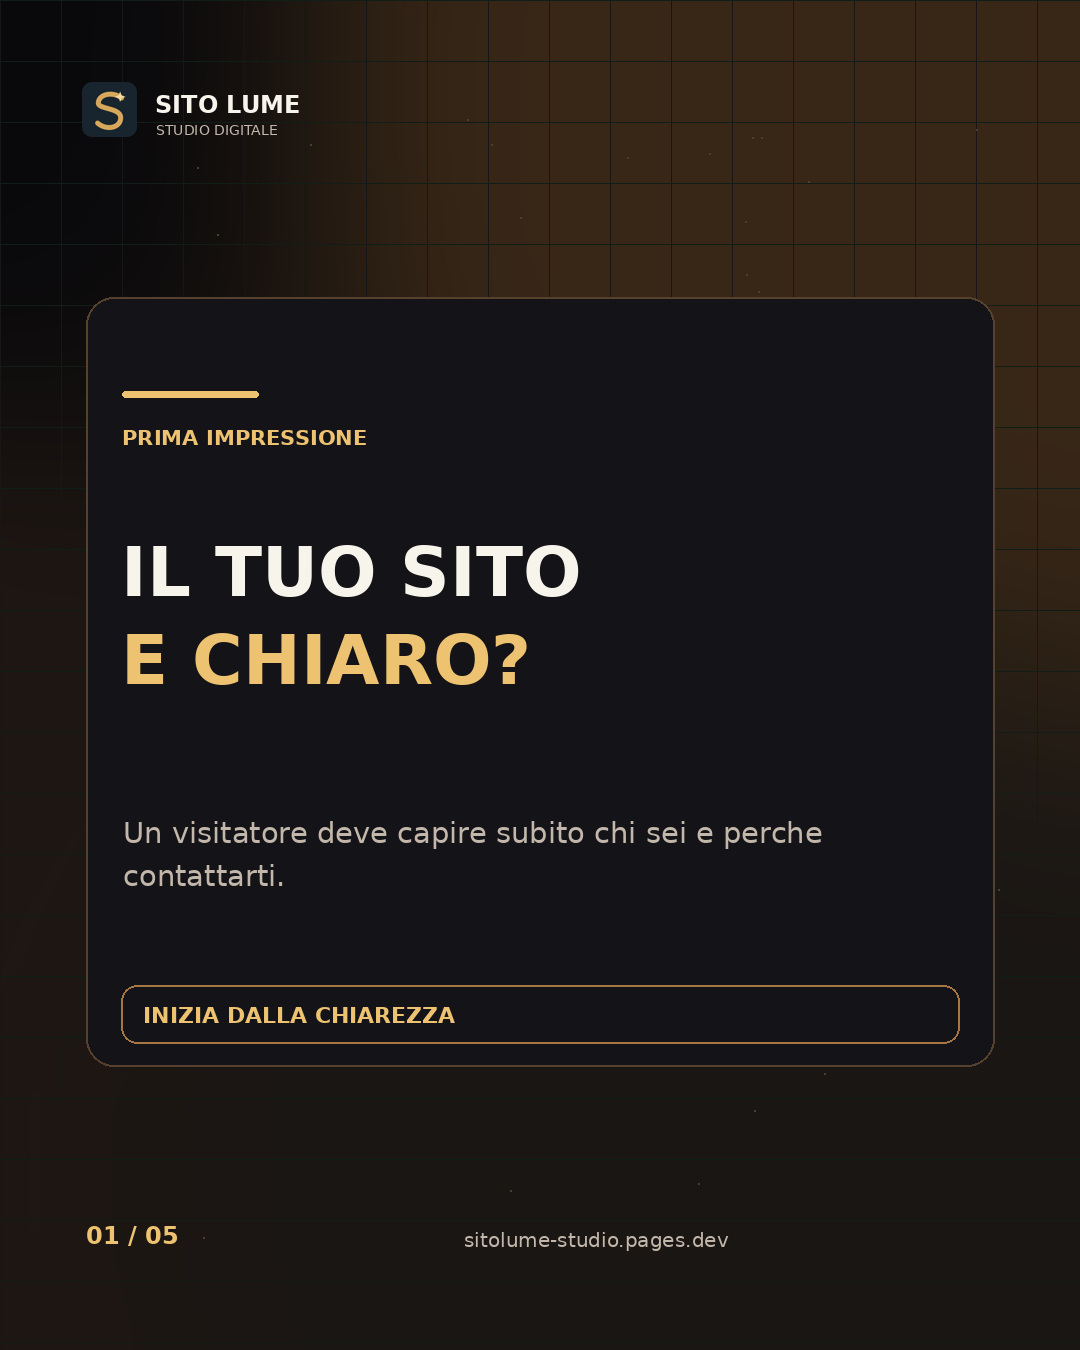 SITO LUME
STUDIO DIGITALE
PRIMA IMPRESSIONE
IL TUO SITO
E CHIARO?
Un visitatore deve capire subito chi sei e perche
contattarti.
INIZIA DALLA CHIAREZZA
01 / 05
sitolume-studio.pages.dev